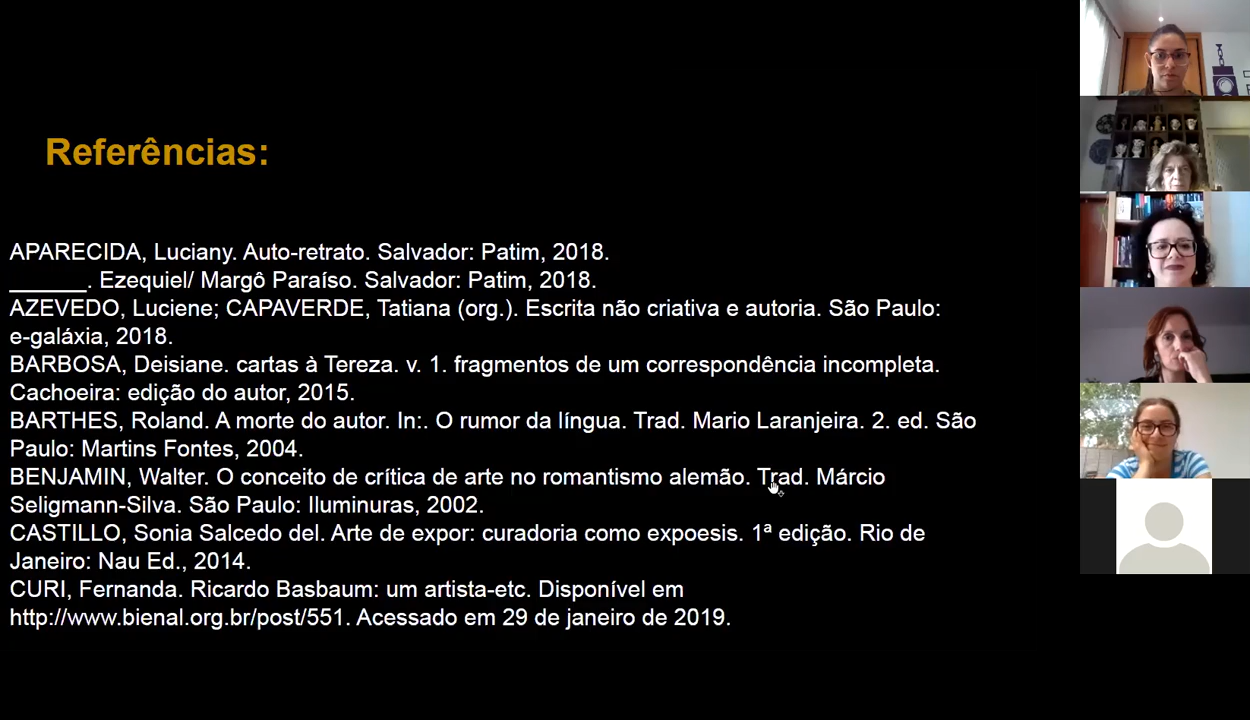 Referências:
APARECIDA, Luciany. Auto-retrato. Salvador: Patim, 2018.
______. Ezequiel/ Margô Paraíso. Salvador: Patim, 2018.
AZEVEDO, Luciene; CAPAVERDE, Tatiana (org.). Escrita não criativa e autoria. São Paulo:
e-galáxia, 2018.
BARBOSA, Deisiane. cartas à Tereza. v. 1. fragmentos de um correspondência incompleta.
Cachoeira: edição do autor, 2015.
BARTHES, Roland. A morte do autor. In:. O rumor da língua. Trad. Mario Laranjeira. 2. ed. São
Paulo: Martins Fontes, 2004.
BENJAMIN, Walter. O conceito de crítica de arte no romantismo alemão. Trad. Márcio
Seligmann-Silva. São Paulo: Iluminuras, 2002.
CASTILLO, Sonia Salcedo del. Arte de expor: curadoria como expoesis. 1ª edição. Rio de
Janeiro: Nau Ed., 2014.
CURI, Fernanda. Ricardo Basbaum: um artista-etc. Disponível em
http://www.bienal.org.br/post/551. Acessado em 29 de janeiro de 2019.